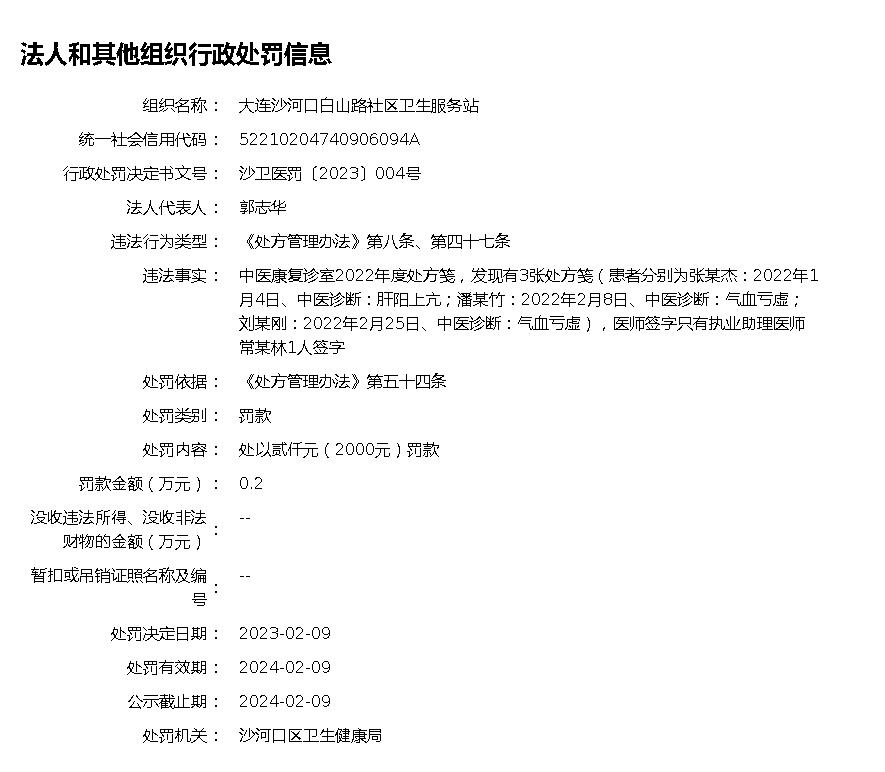 法人和其他组织行政处罚信息
组织名称： 大连沙河口白山路社区卫生服务站
统一社会信用代码： 52210204740906094A
行政处罚决定书文号： 沙卫医罚〔2023〕004号
法人代表人： 郭志华
违法行为类型： 《处方管理办法》第八条、第四十七条
违法事实： 中医康复诊室2022年度处方笺，发现有3张处方笺（患者分别为张某杰：2022年1
月4日、中医诊断：肝阳上亢；潘某竹：2022年2月8日、中医诊断：气血亏虚；
刘某刚：2022年2月25日、中医诊断：气血亏虚），医师签字只有执业助理医师
常某林1人签字
处罚依据： 《处方管理办法》第五十四条
处罚类别： 罚款
处罚内容： 处以贰仟元（2000元）罚款
罚款金额（万元）： 0.2
没收违法所得、没收非法
财物的金额（万元）： --
暂扣或吊销证照名称及编
号： --
处罚决定日期： 2023-02-09
处罚有效期： 2024-02-09
公示截止期： 2024-02-09
处罚机关： 沙河口区卫生健康局